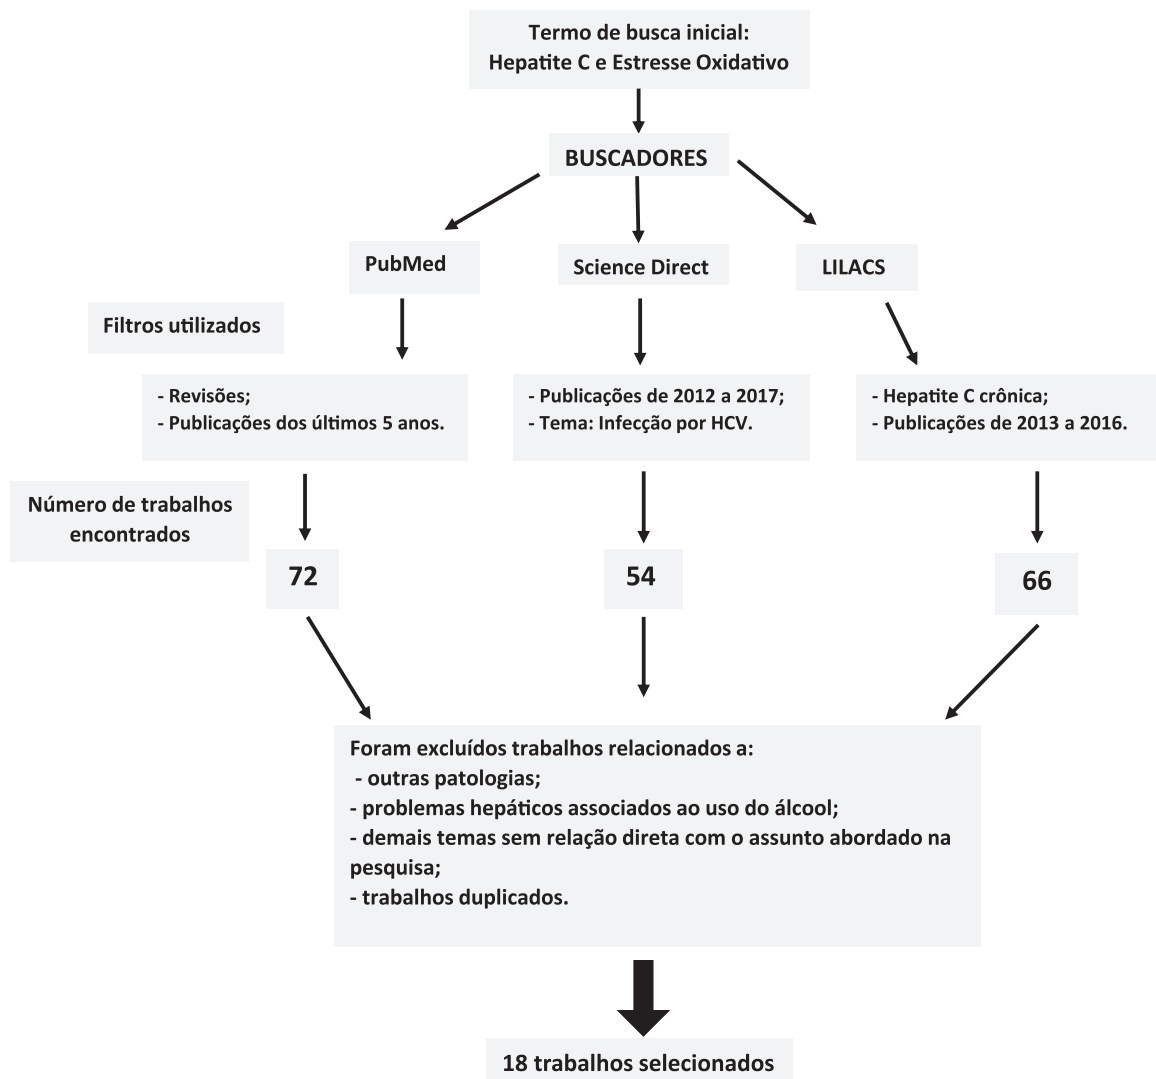 Termo de busca inicial:
Hepatite C e Estresse Oxidativo
BUSCADORES
PubMed
Science Direct
LILACS
Filtros utilizados
- Revisões;
- Publicações dos últimos 5 anos.
- Publicações de 2012 a 2017;
- Tema: Infecção por HCV.
- Hepatite C crônica;
- Publicações de 2013 a 2016.
Número de trabalhos
encontrados
72
54
66
Foram excluídos trabalhos relacionados a:
- outras patologias;
- problemas hepáticos associados ao uso do álcool;
- demais temas sem relação direta com o assunto abordado na
pesquisa;
- trabalhos duplicados.
18 trabalhos selecionados